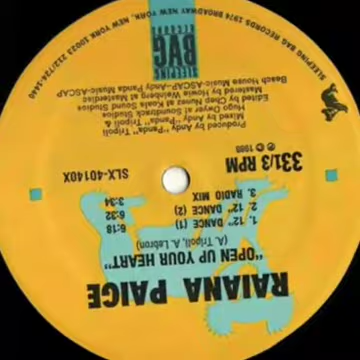 RAIANA PAIGE
"OPEN UP YOUR HEART"
(A. Tripoli, A. Lebron)
1. 12" DANCE (1) 6:18
2. 12" DANCE (2) 6:32
3. RADIO MIX 3:34
33 1/3 RPM
SLX-40140X
℗ © 1988
Produced by Andy "Panda" Tripoli
Mixed by Andy "Panda" Tripoli &
Hugo Dwyer at Soundtrack Studios
Edited by Chep Nunez at Koala Sound Studios
Mastered by Howie Weinberg at Masterdisc
Beach House Music-ASCAP-Andy Panda Music-ASCAP
SLEEPING
BAG
RECORDS
SLEEPING BAG RECORDS 1974 BROADWAY NEW YORK, NEW YORK 10023 212/724-1440